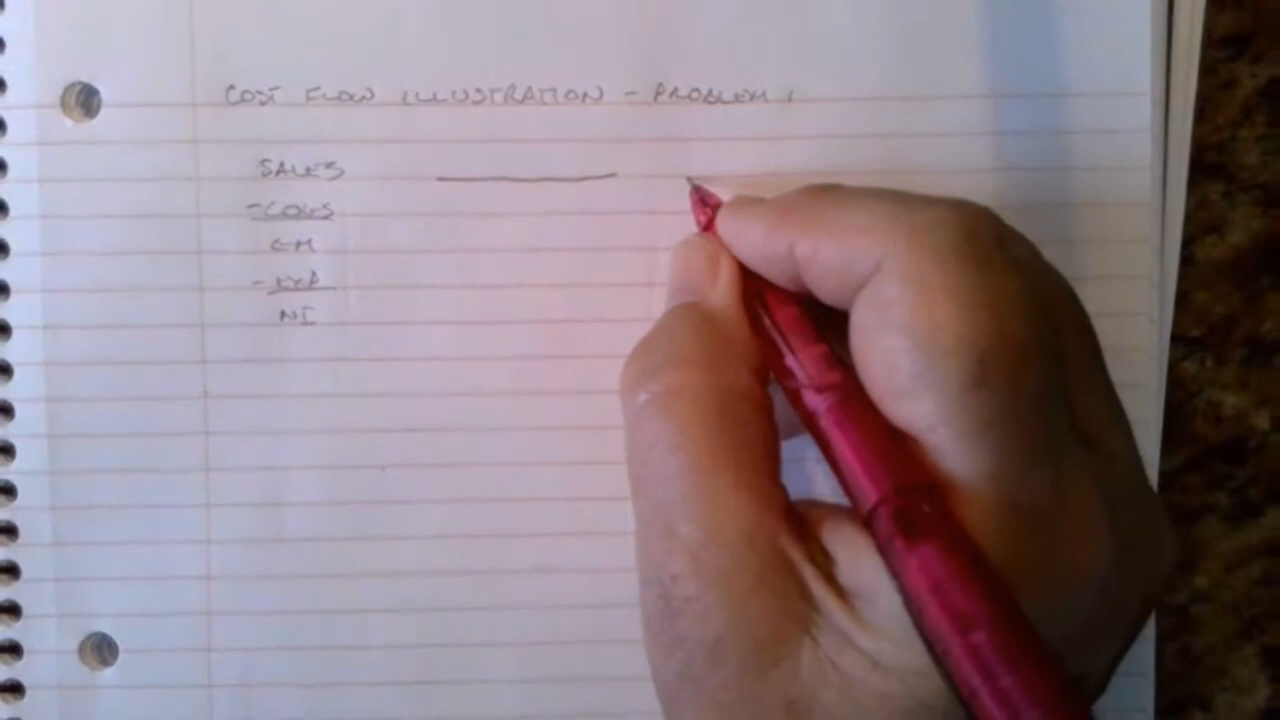 COST FLOW ILLUSTRATION - PROBLEM 1
SALES
- COGS
GM
- EXP
NI